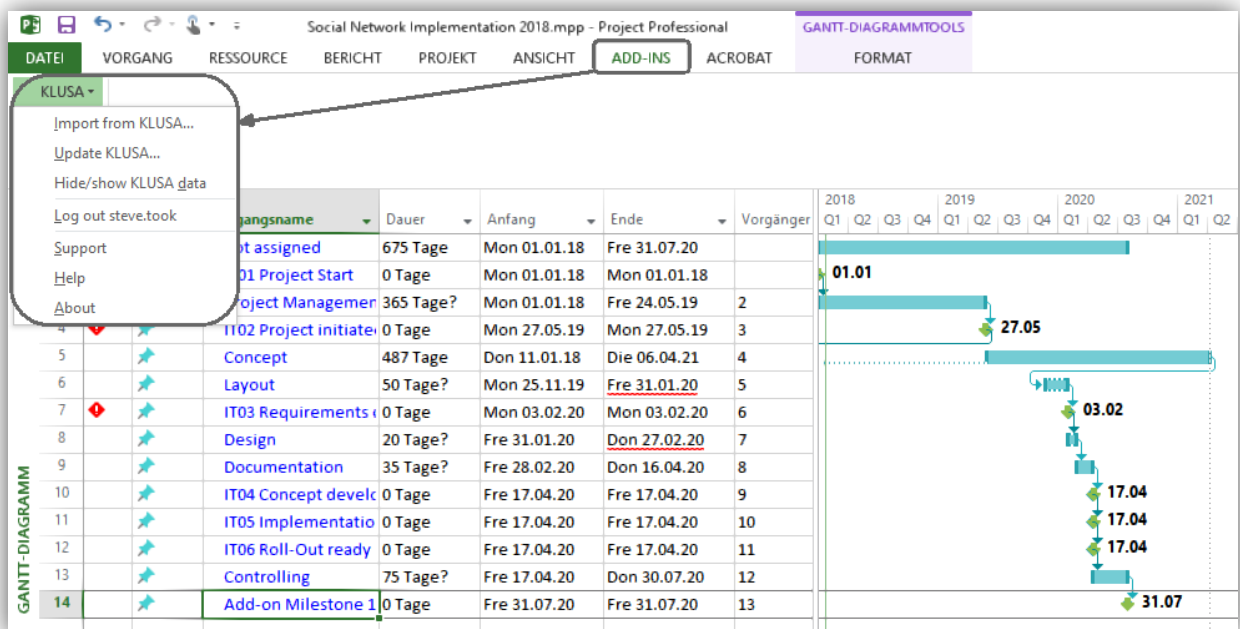 Social Network Implementation 2018.mpp - Project Professional
GANTT-DIAGRAMMTOOLS
DATEI VORGANG RESSOURCE BERICHT PROJEKT ANSICHT ADD-INS ACROBAT FORMAT
KLUSA
Import from KLUSA...
Update KLUSA...
Hide/show KLUSA data
Log out steve.took
Support
Help
About
2018 2019 2020 2021
gangsname Dauer Anfang Ende Vorgänger Q1 Q2 Q3 Q4 Q1 Q2 Q3 Q4 Q1 Q2 Q3 Q4 Q1 Q2
ot assigned 675 Tage Mon 01.01.18 Fre 31.07.20
01 Project Start 0 Tage Mon 01.01.18 Mon 01.01.18 01.01
roject Managemen 365 Tage? Mon 01.01.18 Fre 24.05.19 2
4 IT02 Project initiate 0 Tage Mon 27.05.19 Mon 27.05.19 3 27.05
5 Concept 487 Tage Don 11.01.18 Die 06.04.21 4
6 Layout 50 Tage? Mon 25.11.19 Fre 31.01.20 5
7 IT03 Requirements 0 Tage Mon 03.02.20 Mon 03.02.20 6 03.02
8 Design 20 Tage? Fre 31.01.20 Don 27.02.20 7
9 Documentation 35 Tage? Fre 28.02.20 Don 16.04.20 8
10 IT04 Concept develo 0 Tage Fre 17.04.20 Fre 17.04.20 9 17.04
11 IT05 Implementatio 0 Tage Fre 17.04.20 Fre 17.04.20 10 17.04
12 IT06 Roll-Out ready 0 Tage Fre 17.04.20 Fre 17.04.20 11 17.04
13 Controlling 75 Tage? Fre 17.04.20 Don 30.07.20 12
14 Add-on Milestone 1 0 Tage Fre 31.07.20 Fre 31.07.20 13 31.07
GANTT-DIAGRAMM